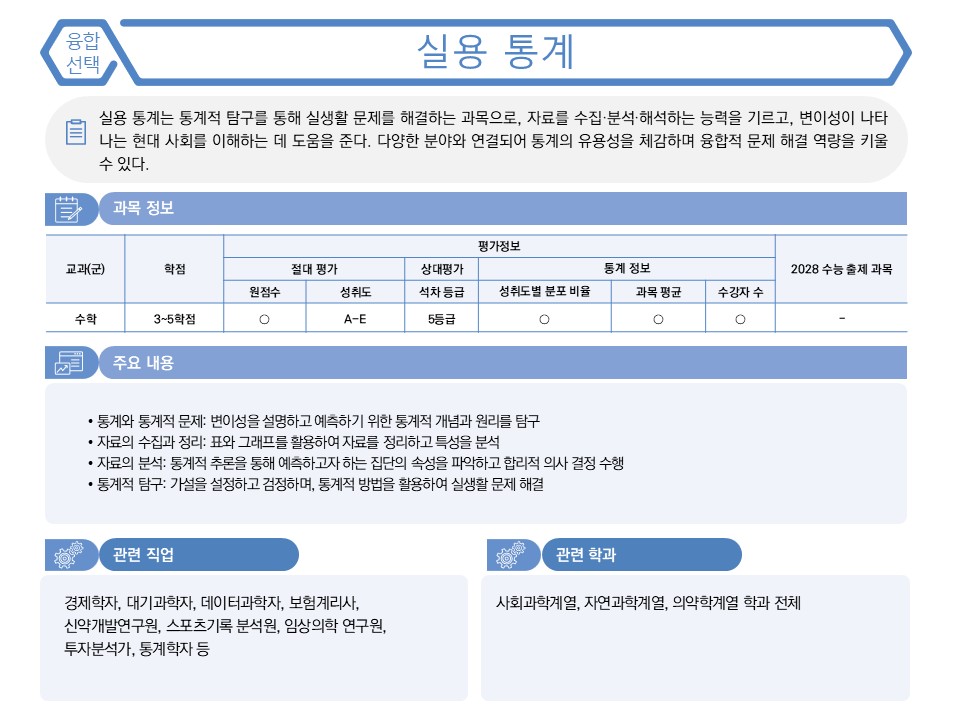 융합
선택
실용 통계
실용 통계는 통계적 탐구를 통해 실생활 문제를 해결하는 과목으로, 자료를 수집·분석·해석하는 능력을 기르고, 변이성이 나타
나는 현대 사회를 이해하는 데 도움을 준다. 다양한 분야와 연결되어 통계의 유용성을 체감하며 융합적 문제 해결 역량을 키울
수 있다.
과목 정보
교과(군) 학점 평가정보 2028 수능 출제 과목
절대 평가 상대평가 통계 정보
원점수 성취도 석차 등급 성취도별 분포 비율 과목 평균 수강자 수
수학 3~5학점 ○ A-E 5등급 ○ ○ ○ -
주요 내용
• 통계와 통계적 문제: 변이성을 설명하고 예측하기 위한 통계적 개념과 원리를 탐구
• 자료의 수집과 정리: 표와 그래프를 활용하여 자료를 정리하고 특성을 분석
• 자료의 분석: 통계적 추론을 통해 예측하고자 하는 집단의 속성을 파악하고 합리적 의사 결정 수행
• 통계적 탐구: 가설을 설정하고 검정하며, 통계적 방법을 활용하여 실생활 문제 해결
관련 직업
경제학자, 대기과학자, 데이터과학자, 보험계리사,
신약개발연구원, 스포츠기록 분석원, 임상의학 연구원,
투자분석가, 통계학자 등
관련 학과
사회과학계열, 자연과학계열, 의약학계열 학과 전체